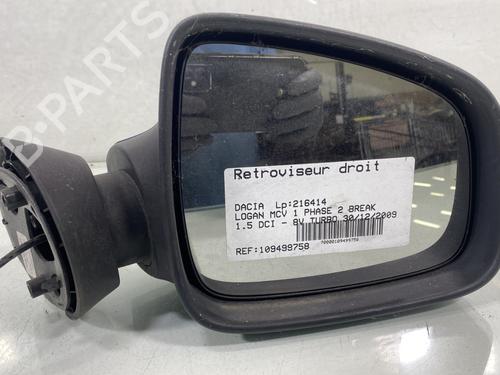 B-PARTS
Retroviseur droit
DACIA Lp:216414
LOGAN MCV 1 PHASE 2 BREAK
1.5 DCI - 8V TURBO 30/12/2009
REF:109499758
70000109499758